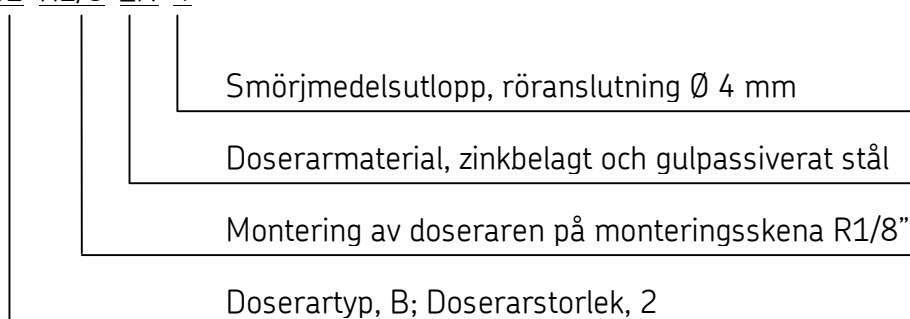 Smörjmedelsutlopp, röranslutning Ø 4 mm
Doserarmaterial, zinkbelagt och gulpassiverat stål
Montering av doseraren på monteringsskena R1/8”
Doserartyp, B; Doserarstorlek, 2